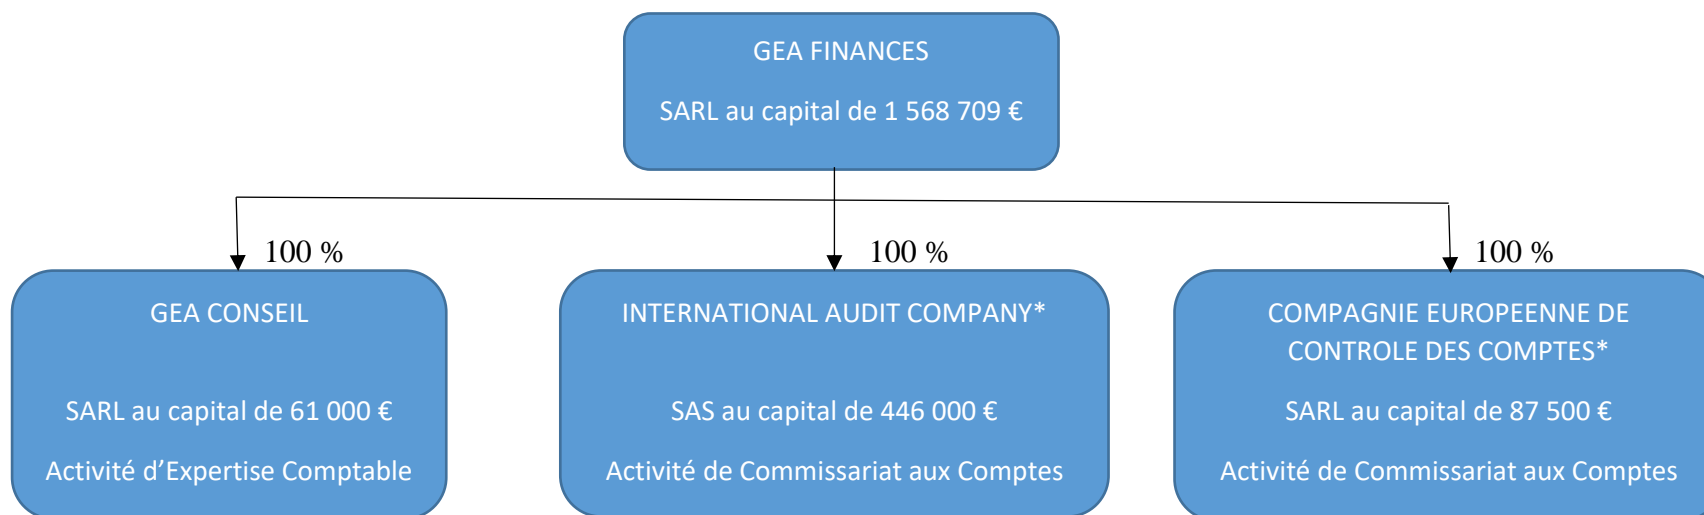 GEA FINANCES
SARL au capital de 1 568 709 €
100 %
100 %
100 %
GEA CONSEIL
SARL au capital de 61 000 €
Activité d’Expertise Comptable
INTERNATIONAL AUDIT COMPANY*
SAS au capital de 446 000 €
Activité de Commissariat aux Comptes
COMPAGNIE EUROPEENNE DE
CONTROLE DES COMPTES*
SARL au capital de 87 500 €
Activité de Commissariat aux Comptes